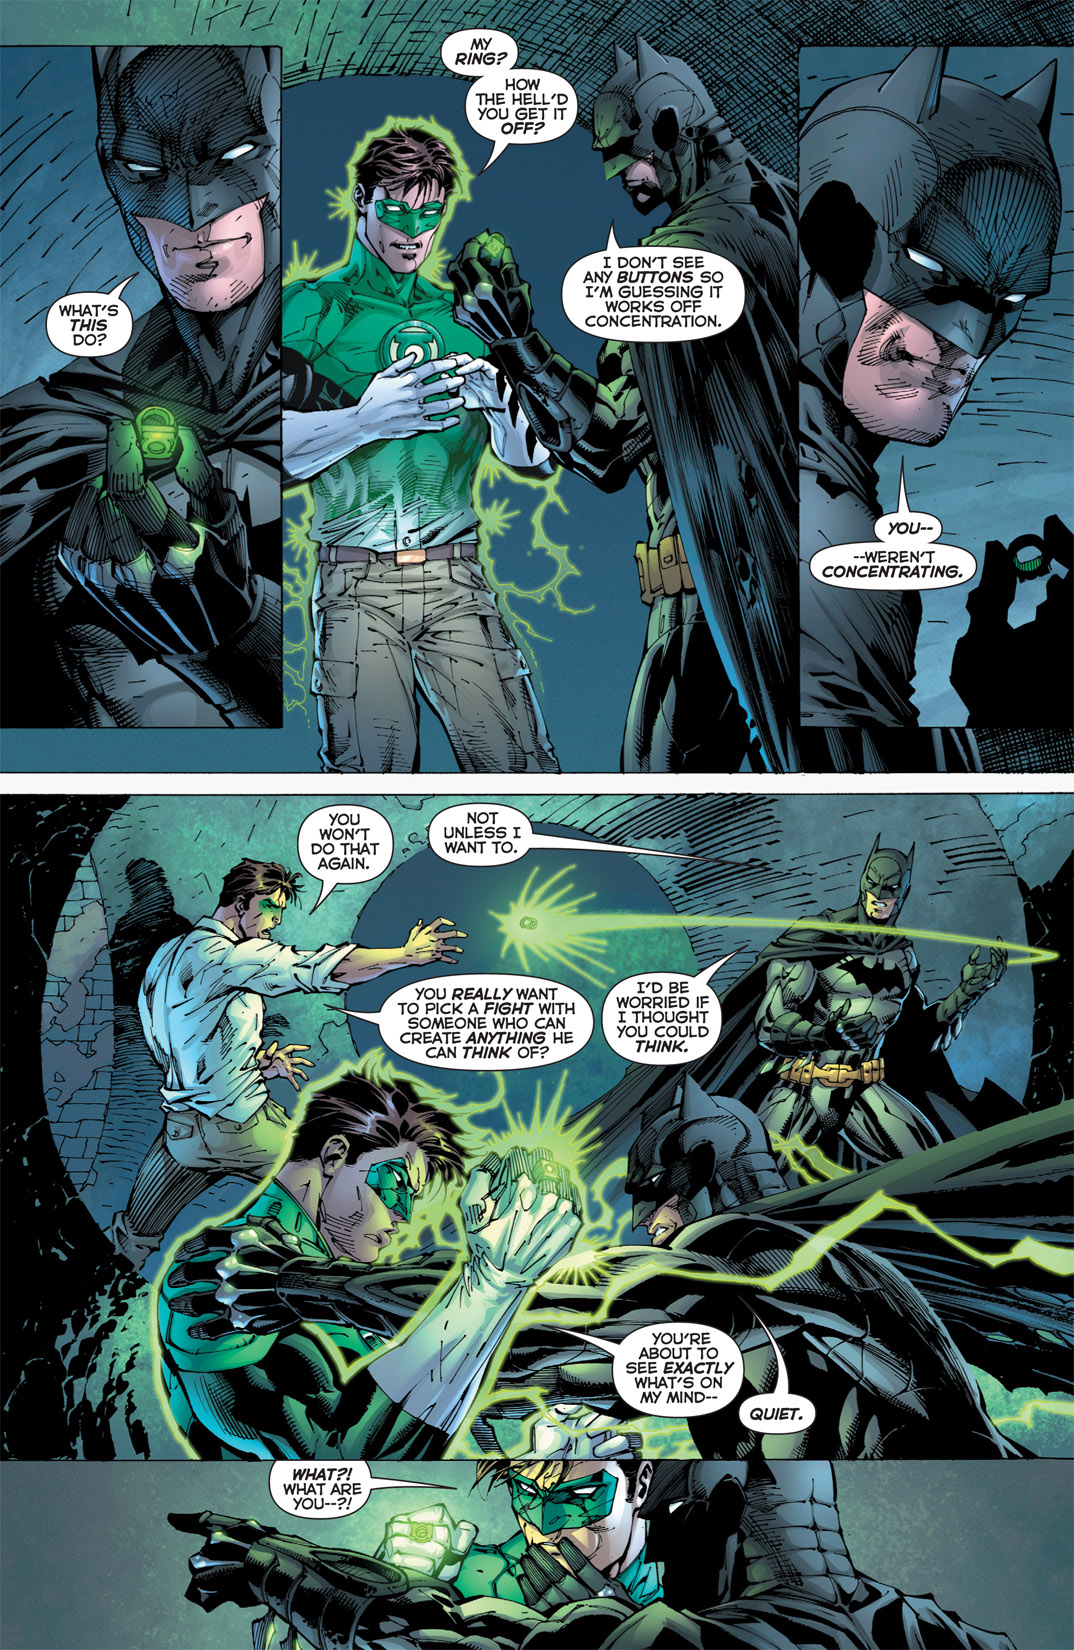 WHAT'S
THIS
DO?
MY
RING?
HOW
THE HELL'D
YOU GET IT
OFF?
I DON'T SEE
ANY BUTTONS SO
I'M GUESSING IT
WORKS OFF
CONCENTRATION.
YOU--
--WEREN'T
CONCENTRATING.
YOU
WON'T
DO THAT
AGAIN.
NOT
UNLESS I
WANT TO.
YOU REALLY WANT
TO PICK A FIGHT WITH
SOMEONE WHO CAN
CREATE ANYTHING HE
CAN THINK OF?
I'D BE
WORRIED IF
I THOUGHT
YOU COULD
THINK.
YOU'RE
ABOUT TO
SEE EXACTLY
WHAT'S ON
MY MIND--
QUIET.
WHAT?!
WHAT ARE
YOU--?!